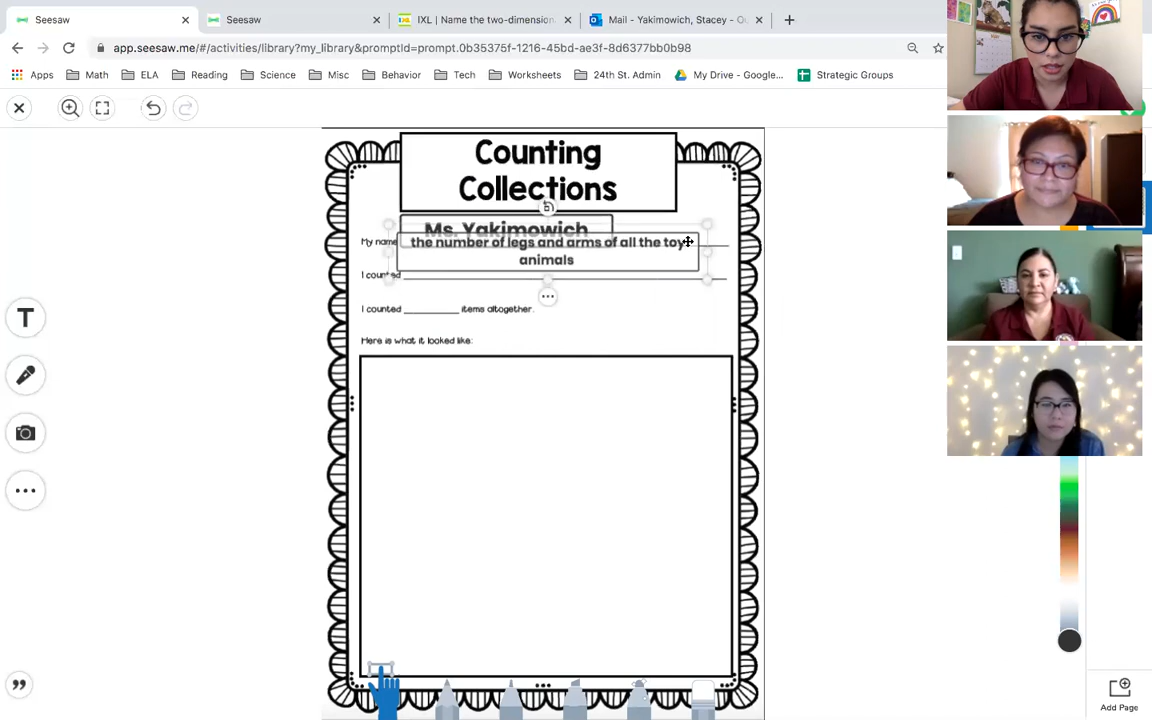 Seesaw
Seesaw
IXL | Name the two-dimension
Mail - Yakimowich, Stacey - Ou
app.seesaw.me/#/activities/library?my_library&promptId=prompt.0b35375f-1216-45bd-ae3f-8d6377bb0b98
Apps Math ELA Reading Science Misc Behavior Tech Worksheets 24th St. Admin My Drive - Google... Strategic Groups
Counting
Collections
Ms. Yakimowich
My name
the number of legs and arms of all the toy
animals
I counted
I counted __________ items altogether.
Here is what it looked like:
T
Add Page